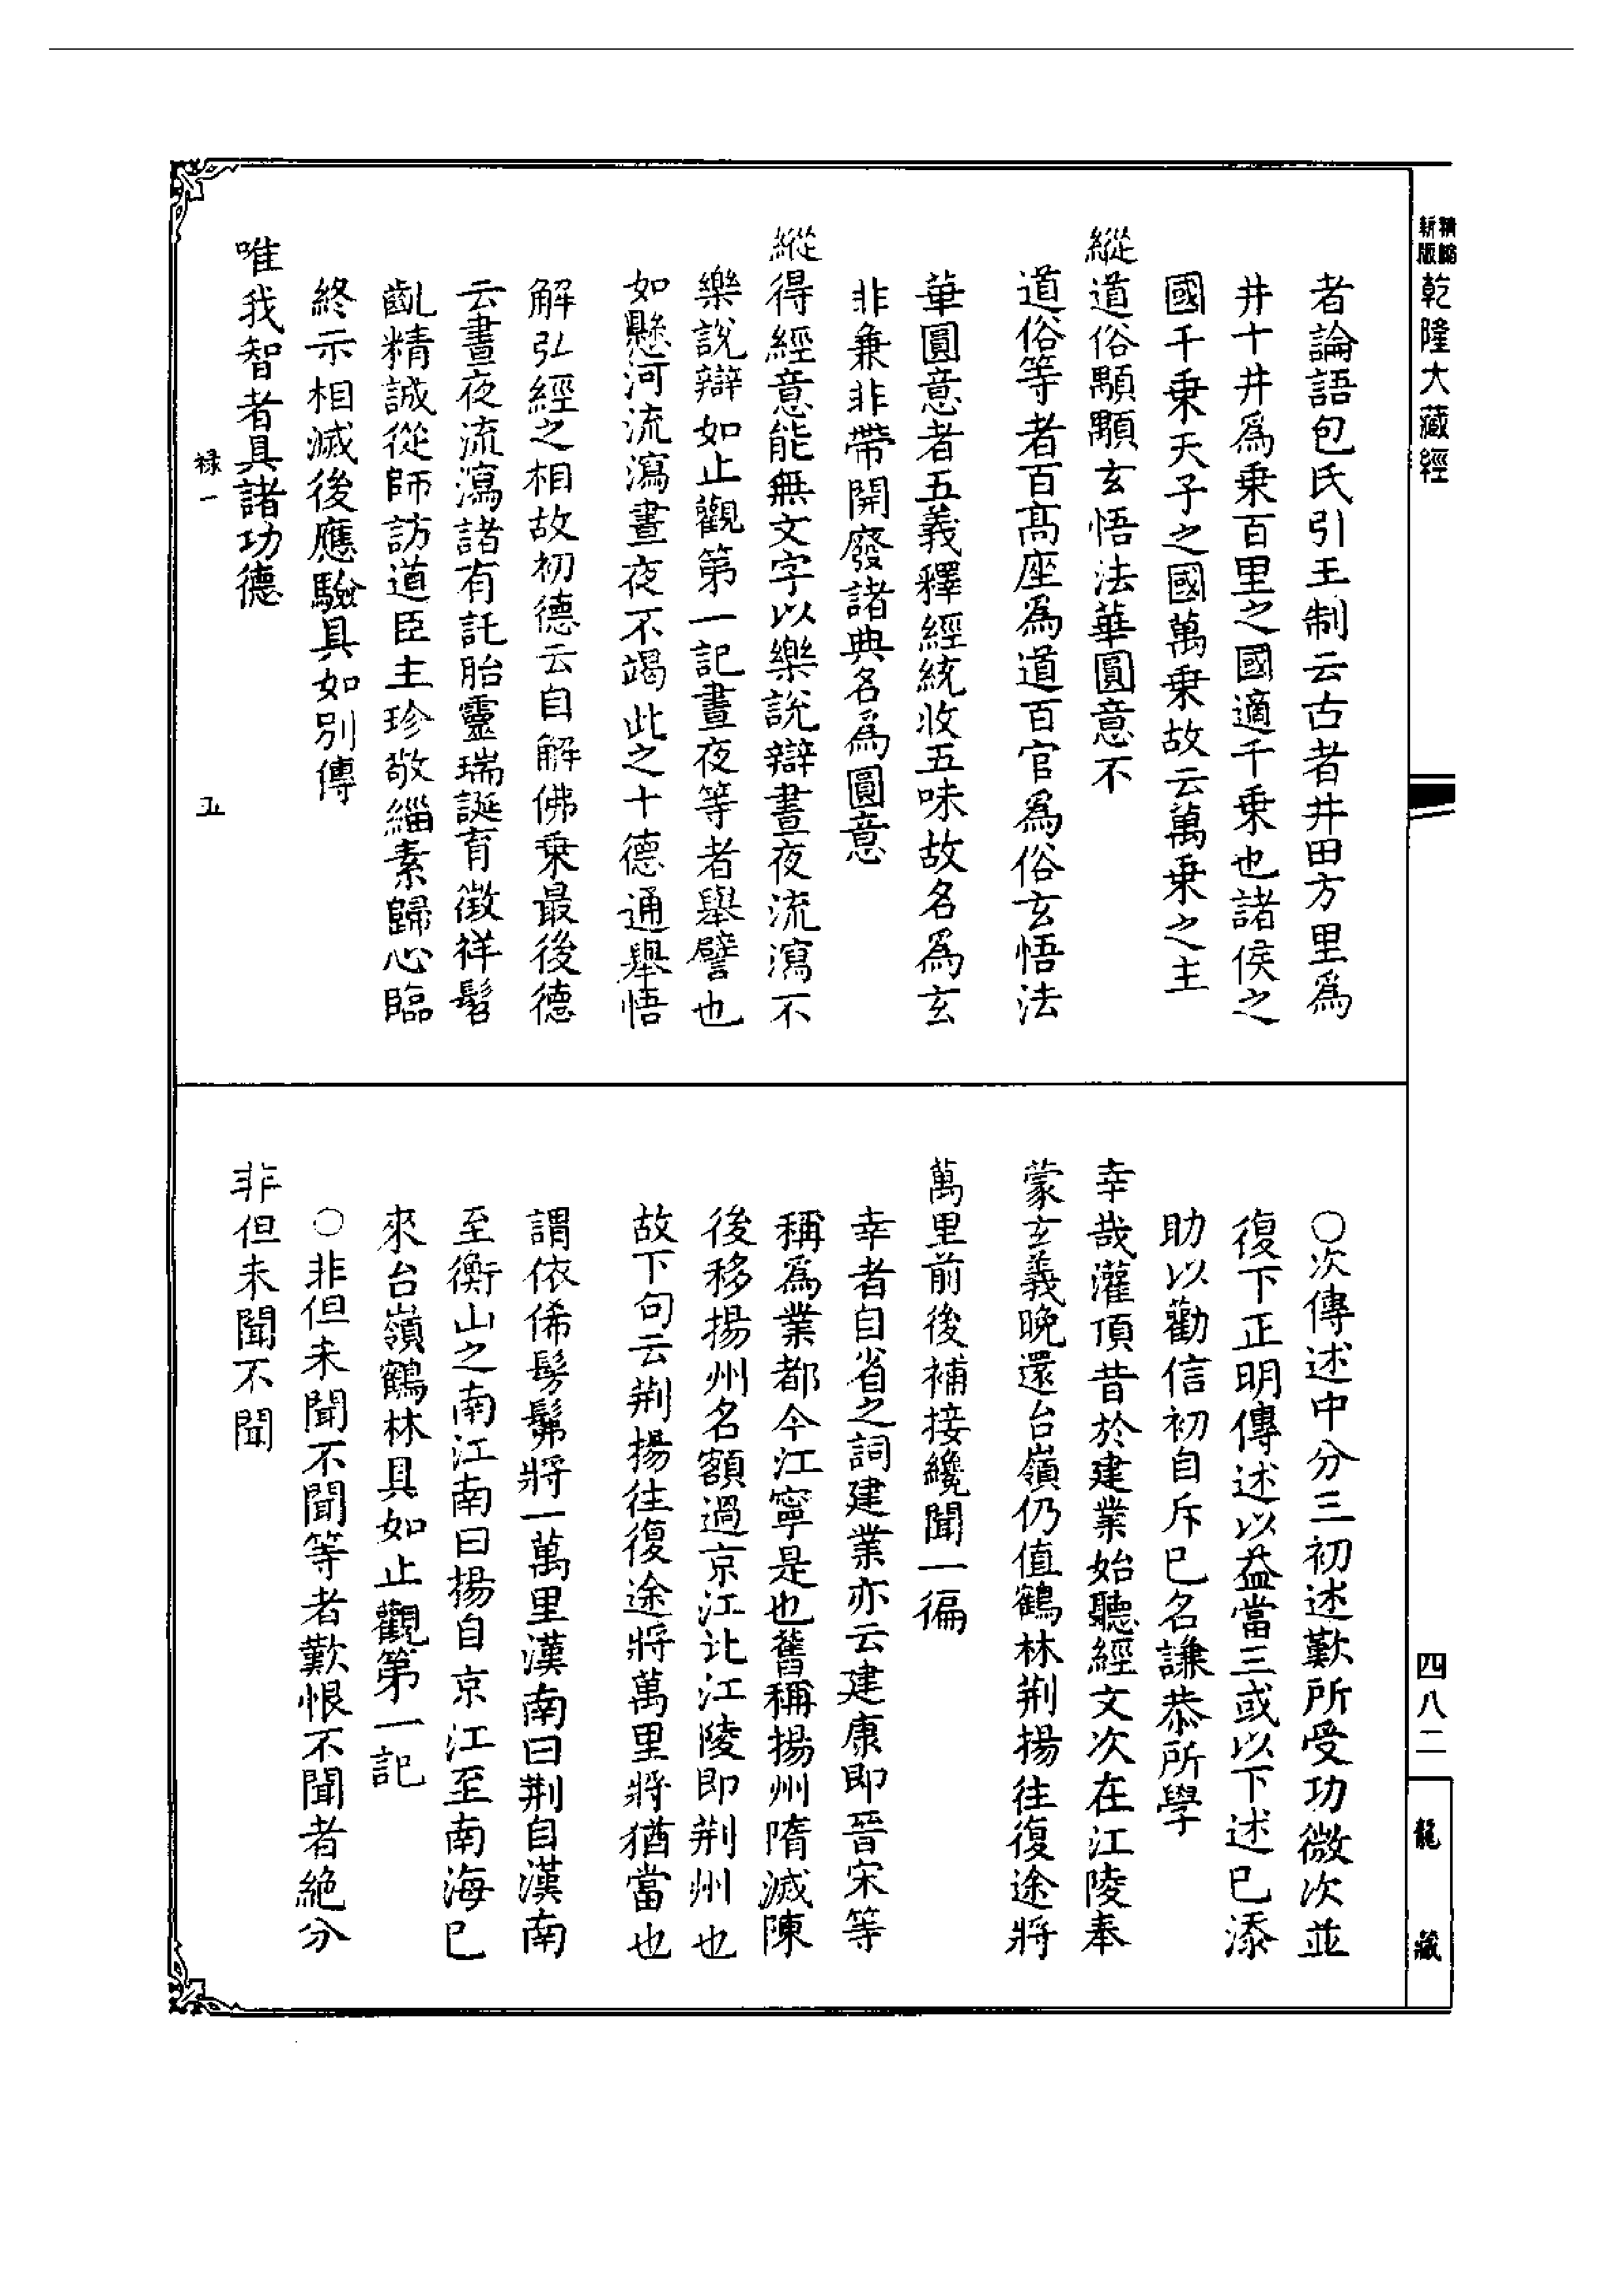 精縮新版乾隆大藏經
者論語包氏引王制云古者井田方里為
井十井為乘百里之國適千乘也諸侯之
國千乘天子之國萬乘故云萬乘之主
縱道俗顒顒玄悟法華圓意不
道俗等者百高座為道百官為俗玄悟法
華圓意者五義釋經統收五味故名為玄
非兼非帶開廢諸典名為圓意
縱得經意能無文字以樂說辯晝夜流瀉不
樂說辯如止觀第一記晝夜等者舉譬也
如懸河流瀉晝夜不竭此之十德通舉悟
解弘經之相故初德云自解佛乘最後德
云晝夜流瀉諸有託胎靈瑞誕育徵祥髫
齓精誠從師訪道臣主珍敬緇素歸心臨
終示相滅後應驗具如別傳
唯我智者具諸功德
祿一
五
○次傳述中分三初述歎所受功微次並
復下正明傳述以益當三或以下述已添
助以勸信初自斥已名謙恭所學
幸哉灌頂昔於建業始聽經文次在江陵奉
蒙玄義晚還台嶺仍值鶴林荆揚往復途將
萬里前後補接纔聞一徧
幸者自省之詞建業亦云建康即晉宋等
稱為業都今江寧是也舊稱揚州隋滅陳
後移揚州名額過京江北江陵即荆州也
故下句云荆揚往復途將萬里將猶當也
謂依俙髣髴將一萬里漢南曰荆自漢南
至衡山之南江南曰揚自京江至南海已
來台嶺鶴林具如止觀第一記
○非但未聞不聞等者歎恨不聞者絕分
非但未聞不聞
四八二
龍藏